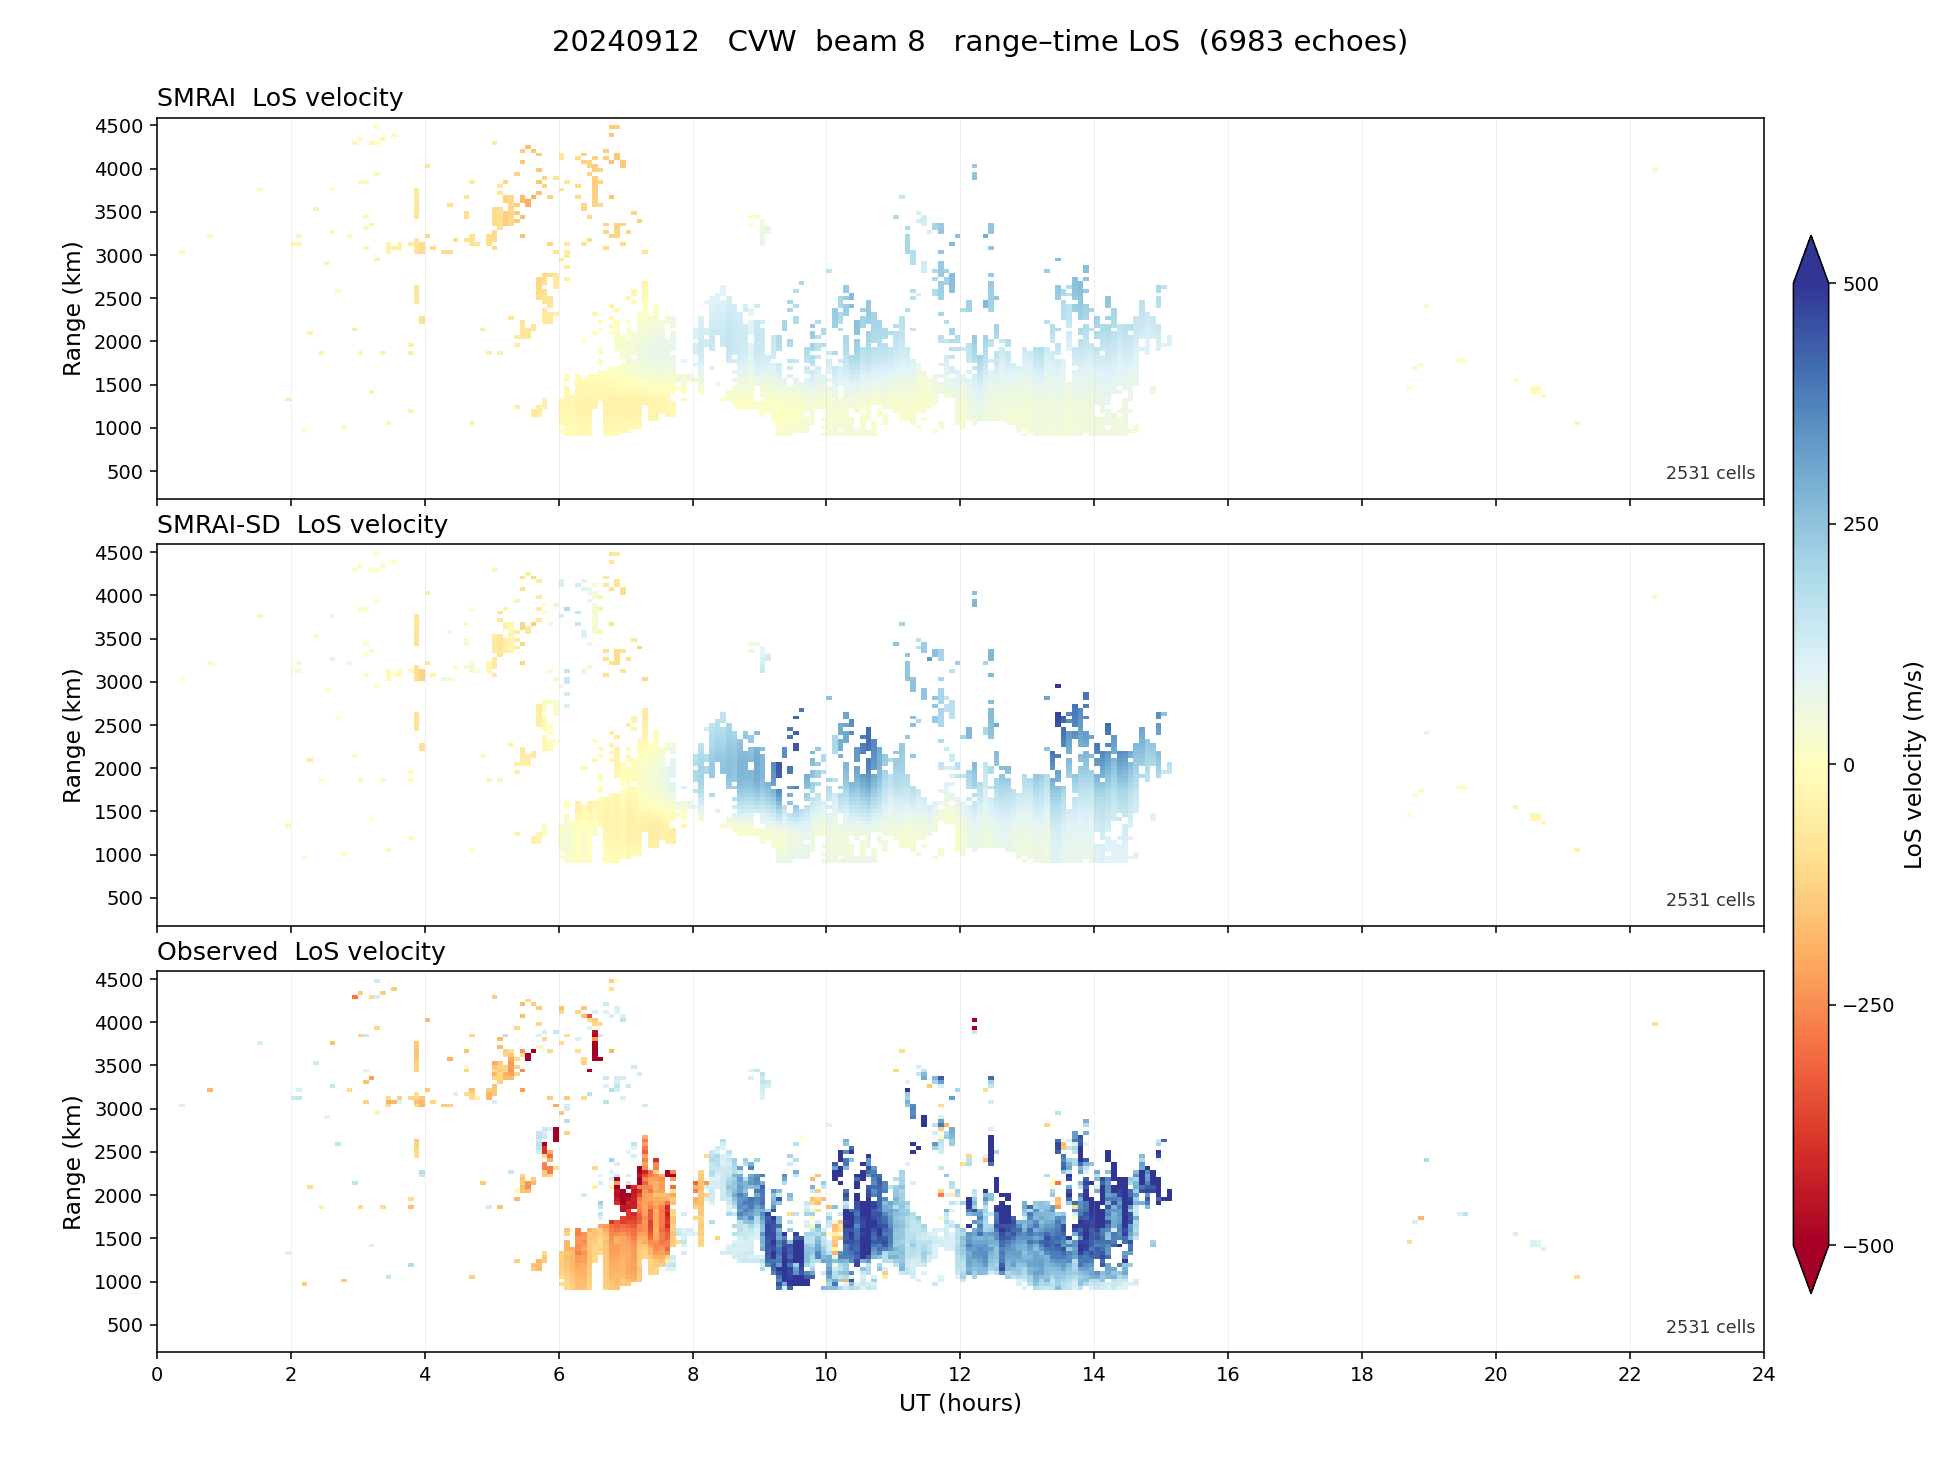 20240912   CVW  beam 8   range–time LoS  (6983 echoes)
SMRAI  LoS velocity
4500
4000
3500
3000
2500
2000
1500
1000
500
Range (km)
2531 cells
SMRAI-SD  LoS velocity
4500
4000
3500
3000
2500
2000
1500
1000
500
Range (km)
2531 cells
Observed  LoS velocity
4500
4000
3500
3000
2500
2000
1500
1000
500
Range (km)
2531 cells
0 2 4 6 8 10 12 14 16 18 20 22 24
UT (hours)
500
250
0
−250
−500
LoS velocity (m/s)